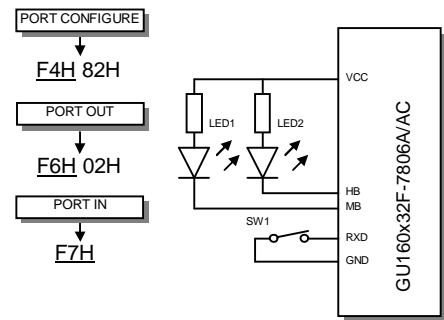 PORT CONFIGURE
F4H 82H
PORT OUT
F6H 02H
PORT IN
F7H
VCC
LED1
LED2
HB
MB
SW1
RXD
GND
GU160x32F-7806A/AC